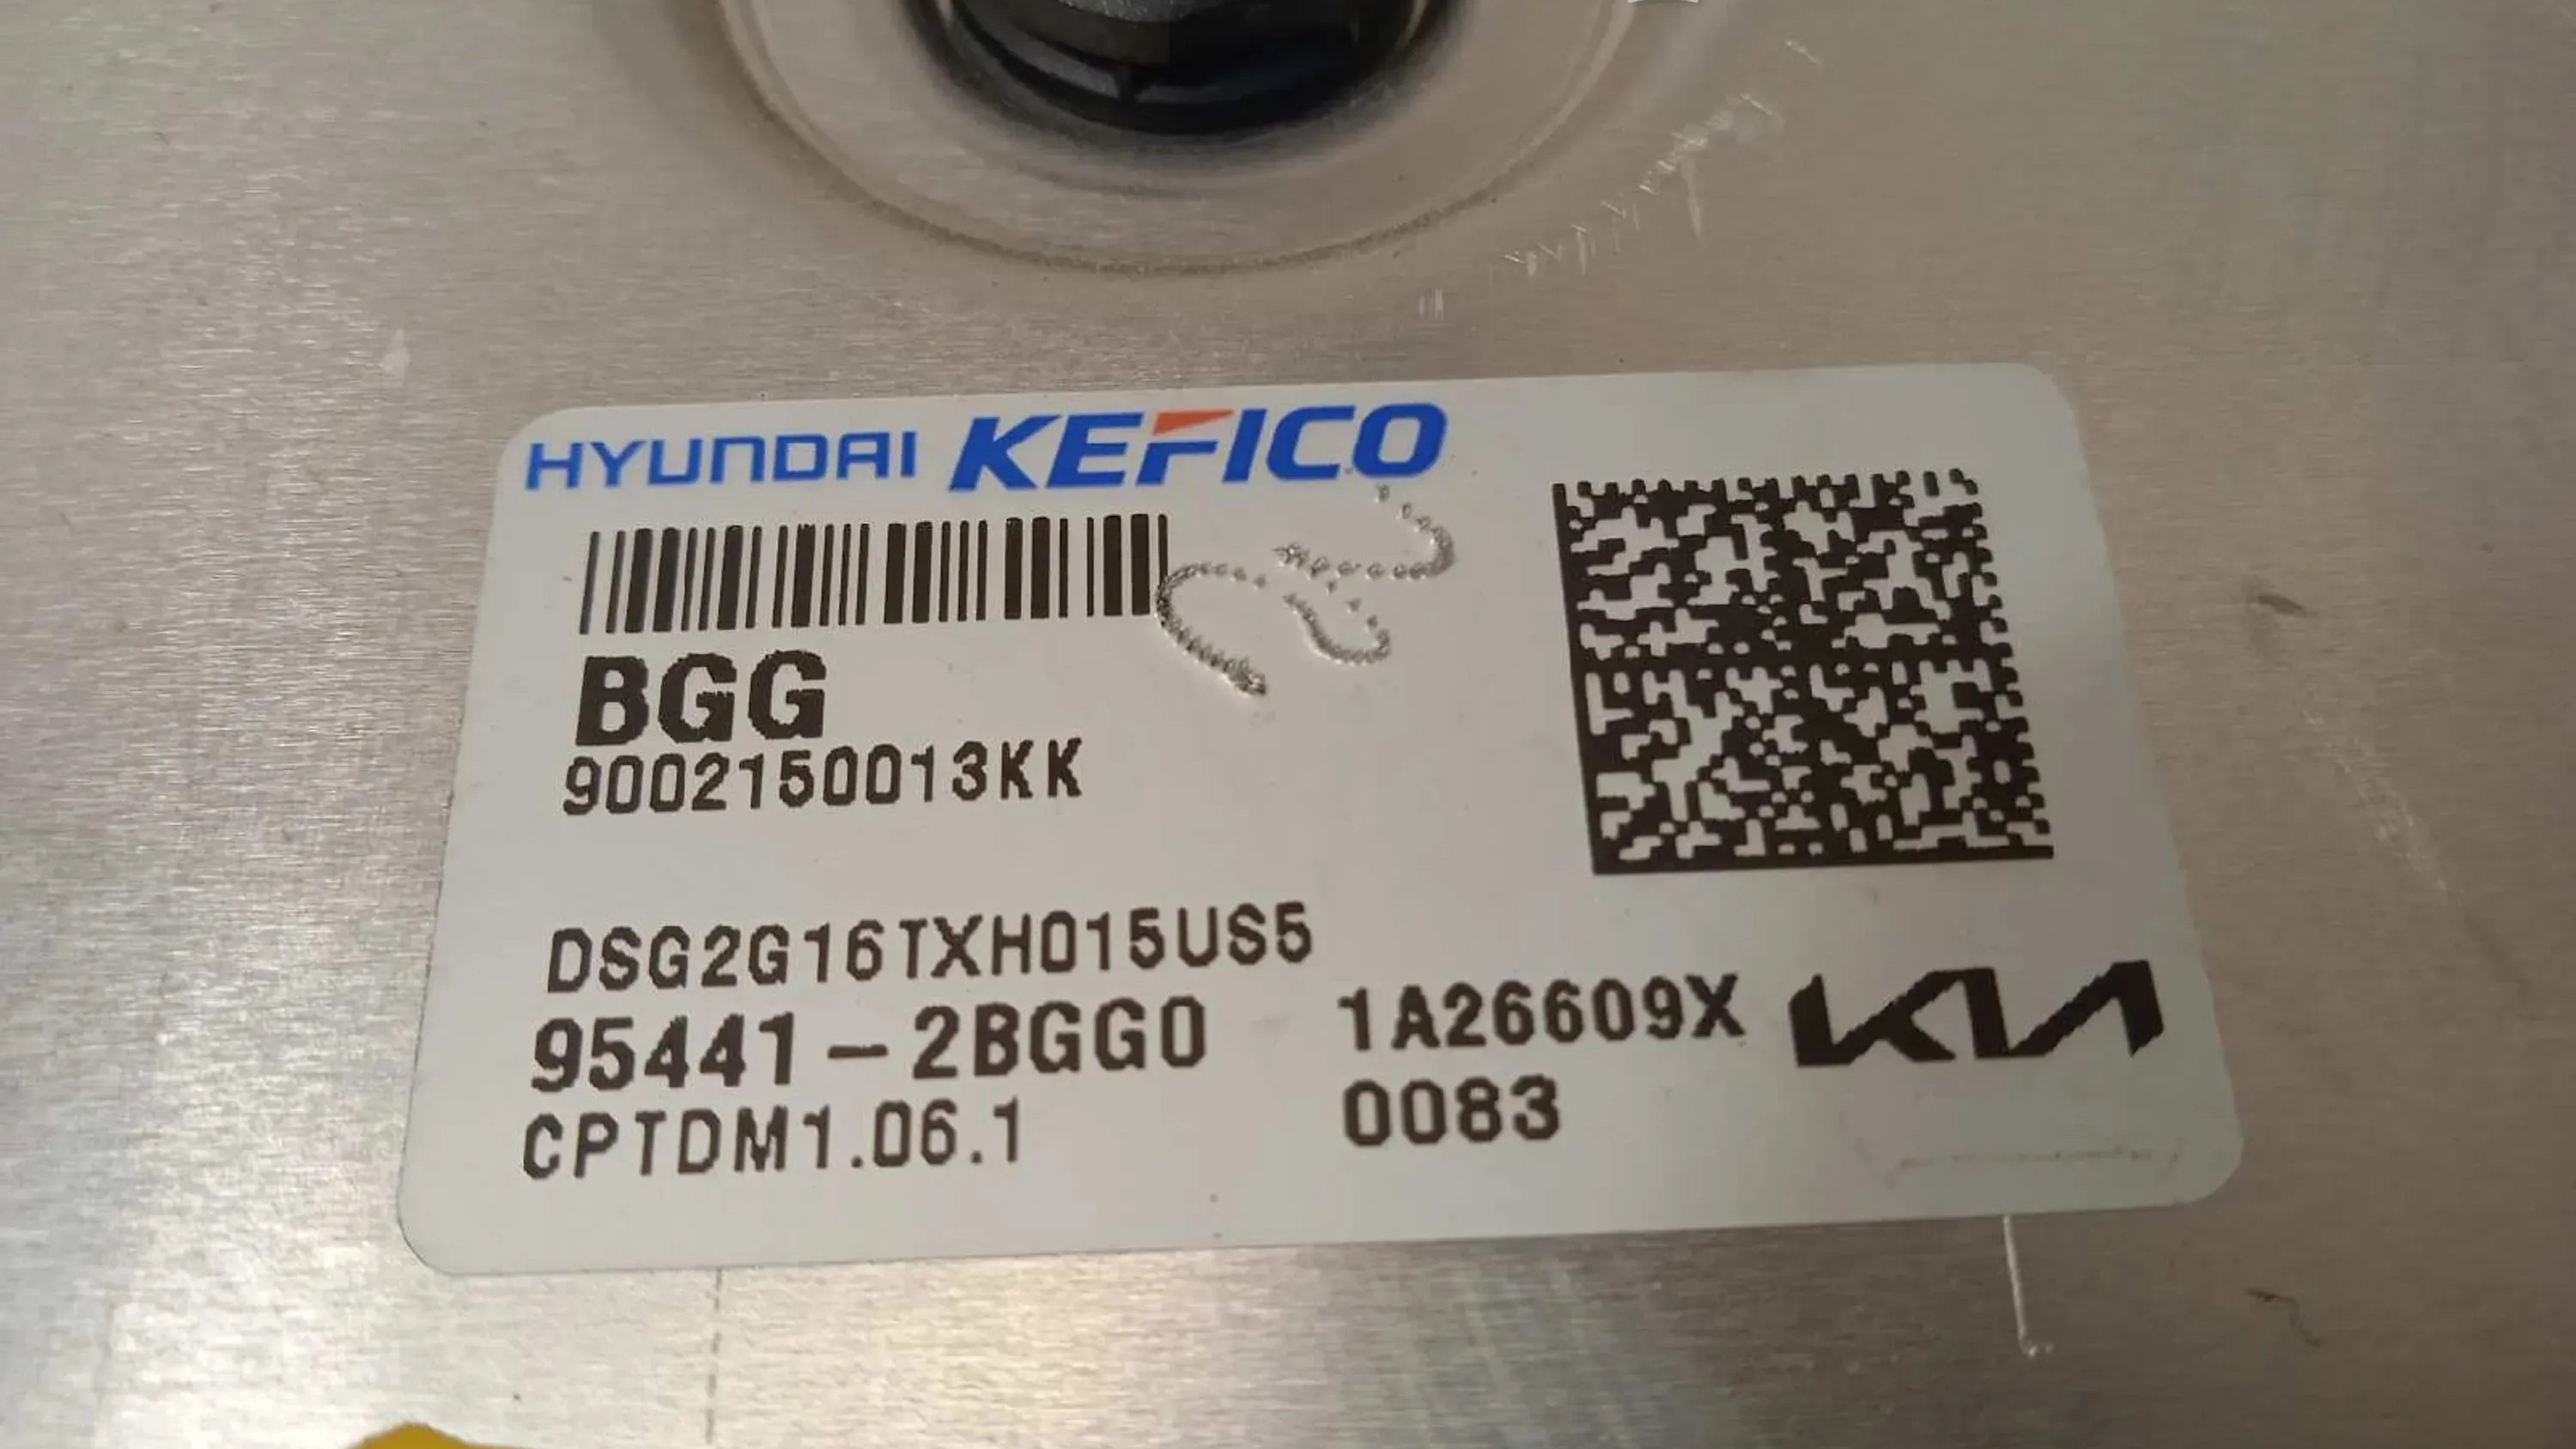 HYUNDAI KEFICO
BGG
9002150013KK
DSG2G16TXH015US5
95441-2BGG0
1A26609X
KIA
CPTDM1.06.1
0083